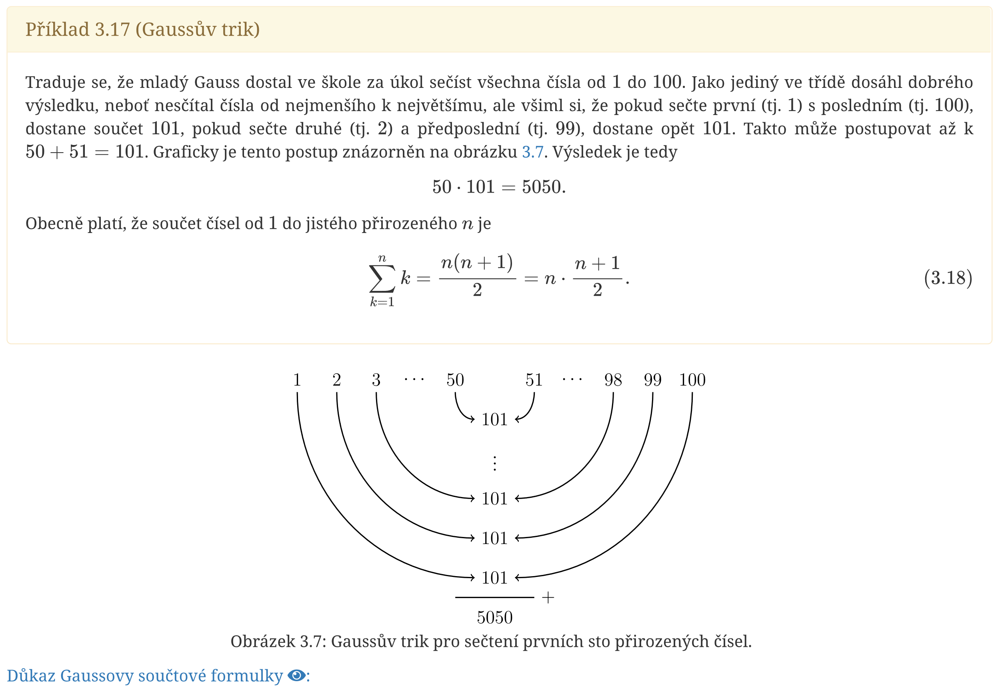 Příklad 3.17 (Gaussův trik)
Traduje se, že mladý Gauss dostal ve škole za úkol sečíst všechna čísla od 1 do 100. Jako jediný ve třídě dosáhl dobrého
výsledku, neboť nesčítal čísla od nejmenšího k největšímu, ale všiml si, že pokud sečte první (tj. 1) s posledním (tj. 100),
dostane součet 101, pokud sečte druhé (tj. 2) a předposlední (tj. 99), dostane opět 101. Takto může postupovat až k
50 + 51 = 101. Graficky je tento postup znázorněn na obrázku 3.7. Výsledek je tedy
50 · 101 = 5050.
Obecně platí, že součet čísel od 1 do jistého přirozeného n je
∑_{k=1}^{n} k = \frac{n(n + 1)}{2} = n · \frac{n + 1}{2}. (3.18)
1 2 3 ⋯ 50 51 ⋯ 98 99 100
101
⋮
101
101
101
+
5050
Obrázek 3.7: Gaussův trik pro sečtení prvních sto přirozených čísel.
Důkaz Gaussovy součtové formulky :